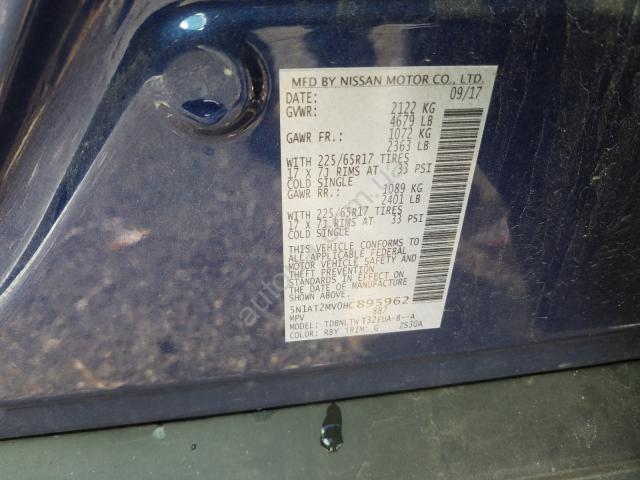 MFD BY NISSAN MOTOR CO., LTD.
DATE: 09/17
GVWR: 2122 KG
4679 LB
GAWR FR.: 1072 KG
2363 LB
WITH 225/65R17 TIRES
17 X 7J RIMS AT 33 PSI
COLD SINGLE
GAWR RR.: 1089 KG
2401 LB
WITH 225/65R17 TIRES
17 X 7J RIMS AT 33 PSI
COLD SINGLE
THIS VEHICLE CONFORMS TO
ALL APPLICABLE FEDERAL
MOTOR VEHICLE SAFETY AND
THEFT PREVENTION
STANDARDS IN EFFECT ON
THE DATE OF MANUFACTURE
SHOWN ABOVE.
5N1AT2MV0HC895962
MPV 887
MODEL: TDBNLTW T32EUA-B--A
COLOR: RBY TRIM: G ZS30A